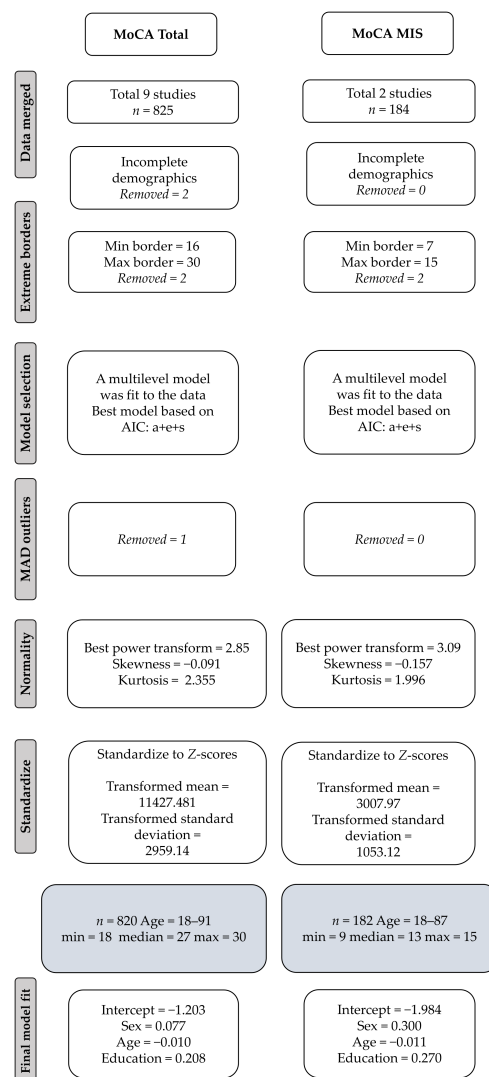 MoCA Total
MoCA MIS
Data merged
Total 9 studies
n = 825
Total 2 studies
n = 184
Incomplete
demographics
Removed = 2
Incomplete
demographics
Removed = 0
Extreme borders
Min border = 16
Max border = 30
Removed = 2
Min border = 7
Max border = 15
Removed = 2
Model selection
A multilevel model
was fit to the data
Best model based on
AIC: a+e+s
A multilevel model
was fit to the data
Best model based on
AIC: a+e+s
MAD outliers
Removed = 1
Removed = 0
Normality
Best power transform = 2.85
Skewness = −0.091
Kurtosis = 2.355
Best power transform = 3.09
Skewness = −0.157
Kurtosis = 1.996
Standardize
Standardize to Z-scores
Transformed mean =
11427.481
Transformed standard
deviation =
2959.14
Standardize to Z-scores
Transformed mean =
3007.97
Transformed standard
deviation =
1053.12
n = 820 Age = 18–91
min = 18 median = 27 max = 30
n = 182 Age = 18–87
min = 9 median = 13 max = 15
Final model fit
Intercept = −1.203
Sex = 0.077
Age = −0.010
Education = 0.208
Intercept = −1.984
Sex = 0.300
Age = −0.011
Education = 0.270